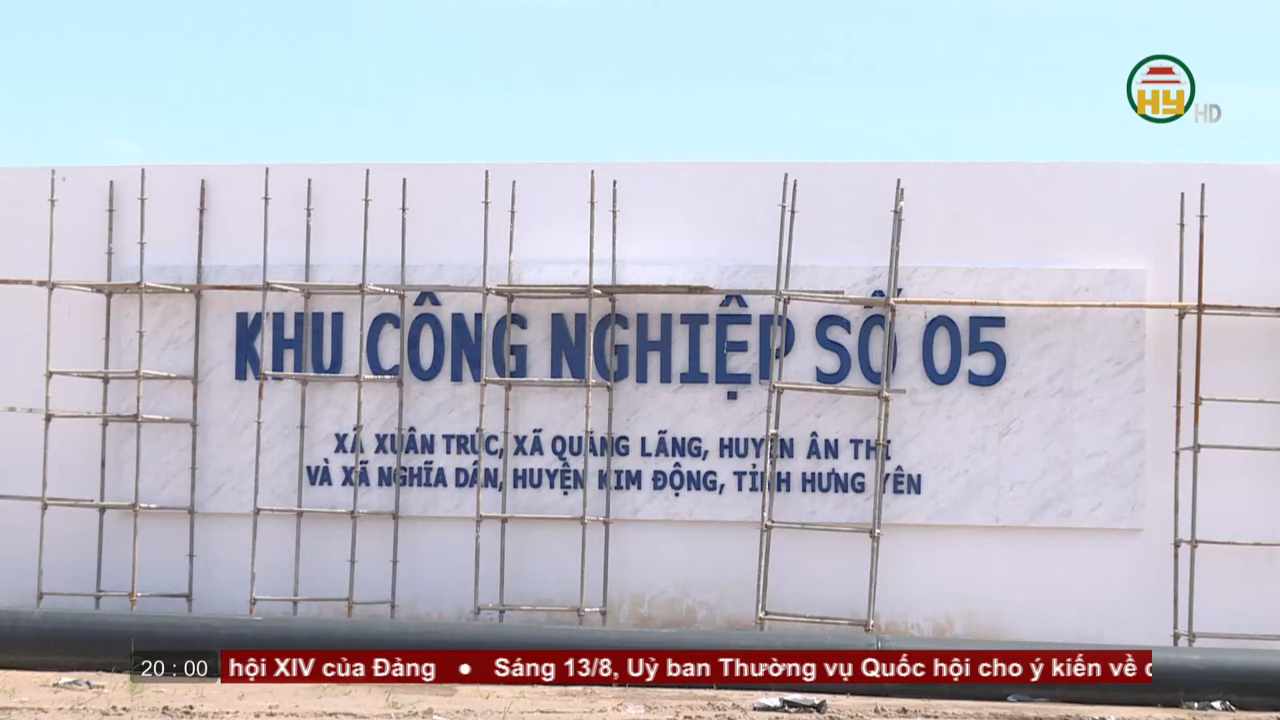 HY HD
KHU CÔNG NGHIỆP SỐ 05
XÃ XUÂN TRÚC, XÃ QUẢNG LÃNG, HUYỆN ÂN THI
VÀ XÃ NGHĨA DÂN, HUYỆN KIM ĐỘNG, TỈNH HƯNG YÊN
20 : 00 hội XIV của Đảng • Sáng 13/8, Uỷ ban Thường vụ Quốc hội cho ý kiến về